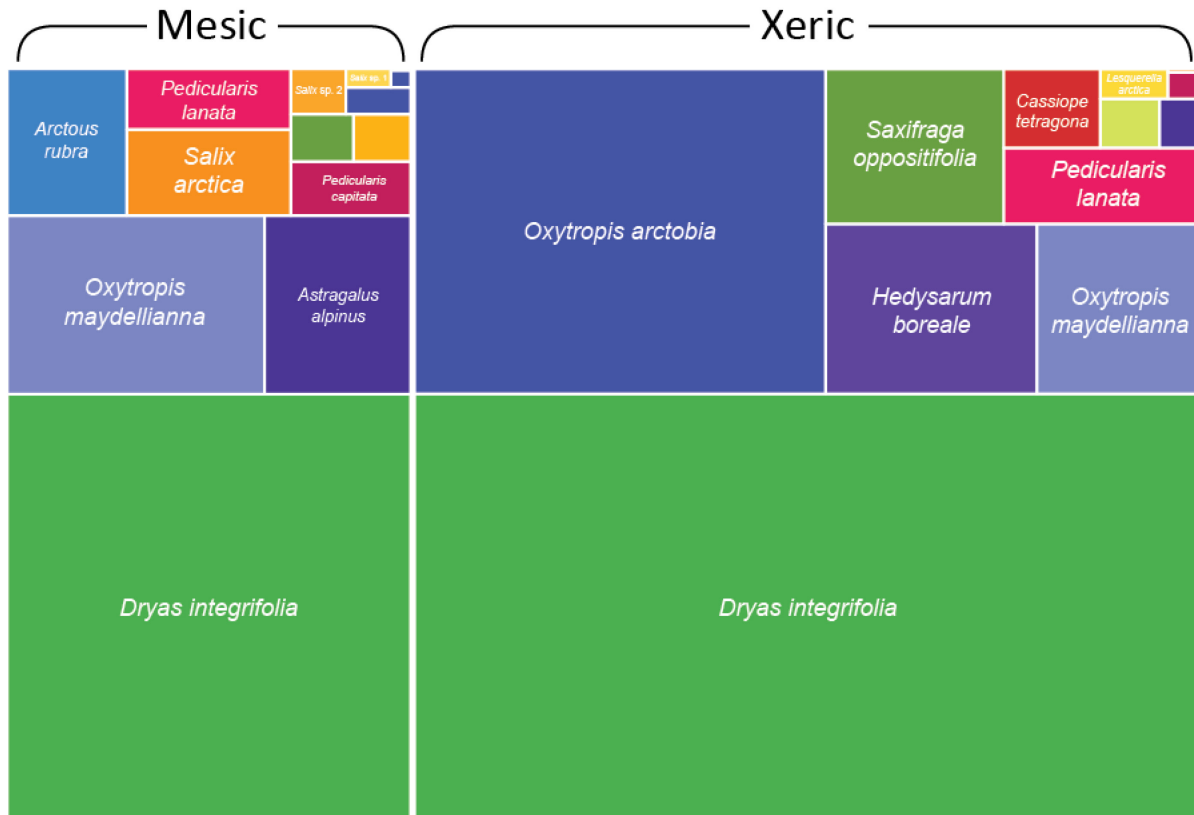 Mesic
Xeric
Arctous
rubra
Pedicularis
lanata
Salix
arctica
Salix sp. 2
Salix sp. 1
Pedicularis
capitata
Oxytropis
maydellianna
Astragalus
alpinus
Dryas integrifolia
Oxytropis arctobia
Saxifraga
oppositifolia
Cassiope
tetragona
Lesquerella
arctica
Pedicularis
lanata
Hedysarum
boreale
Oxytropis
maydellianna
Dryas integrifolia